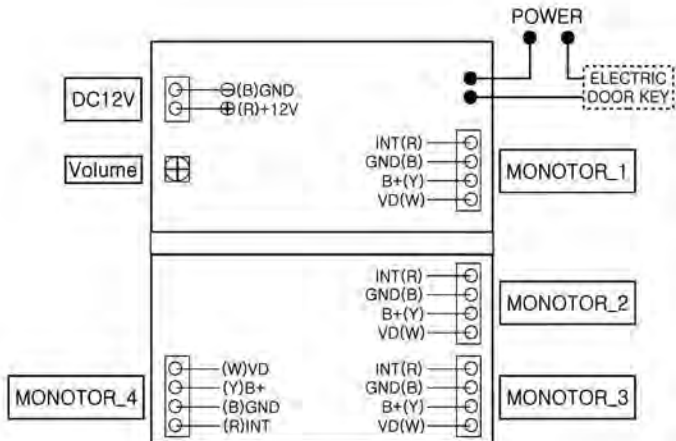 POWER
ELECTRIC
DOOR KEY
DC12V
⊖(B)GND
⊕(R)+12V
Volume
INT(R)
GND(B)
B+(Y)
VD(W)
MONOTOR_1
INT(R)
GND(B)
B+(Y)
VD(W)
MONOTOR_2
MONOTOR_4
(W)VD
(Y)B+
(B)GND
(R)INT
INT(R)
GND(B)
B+(Y)
VD(W)
MONOTOR_3